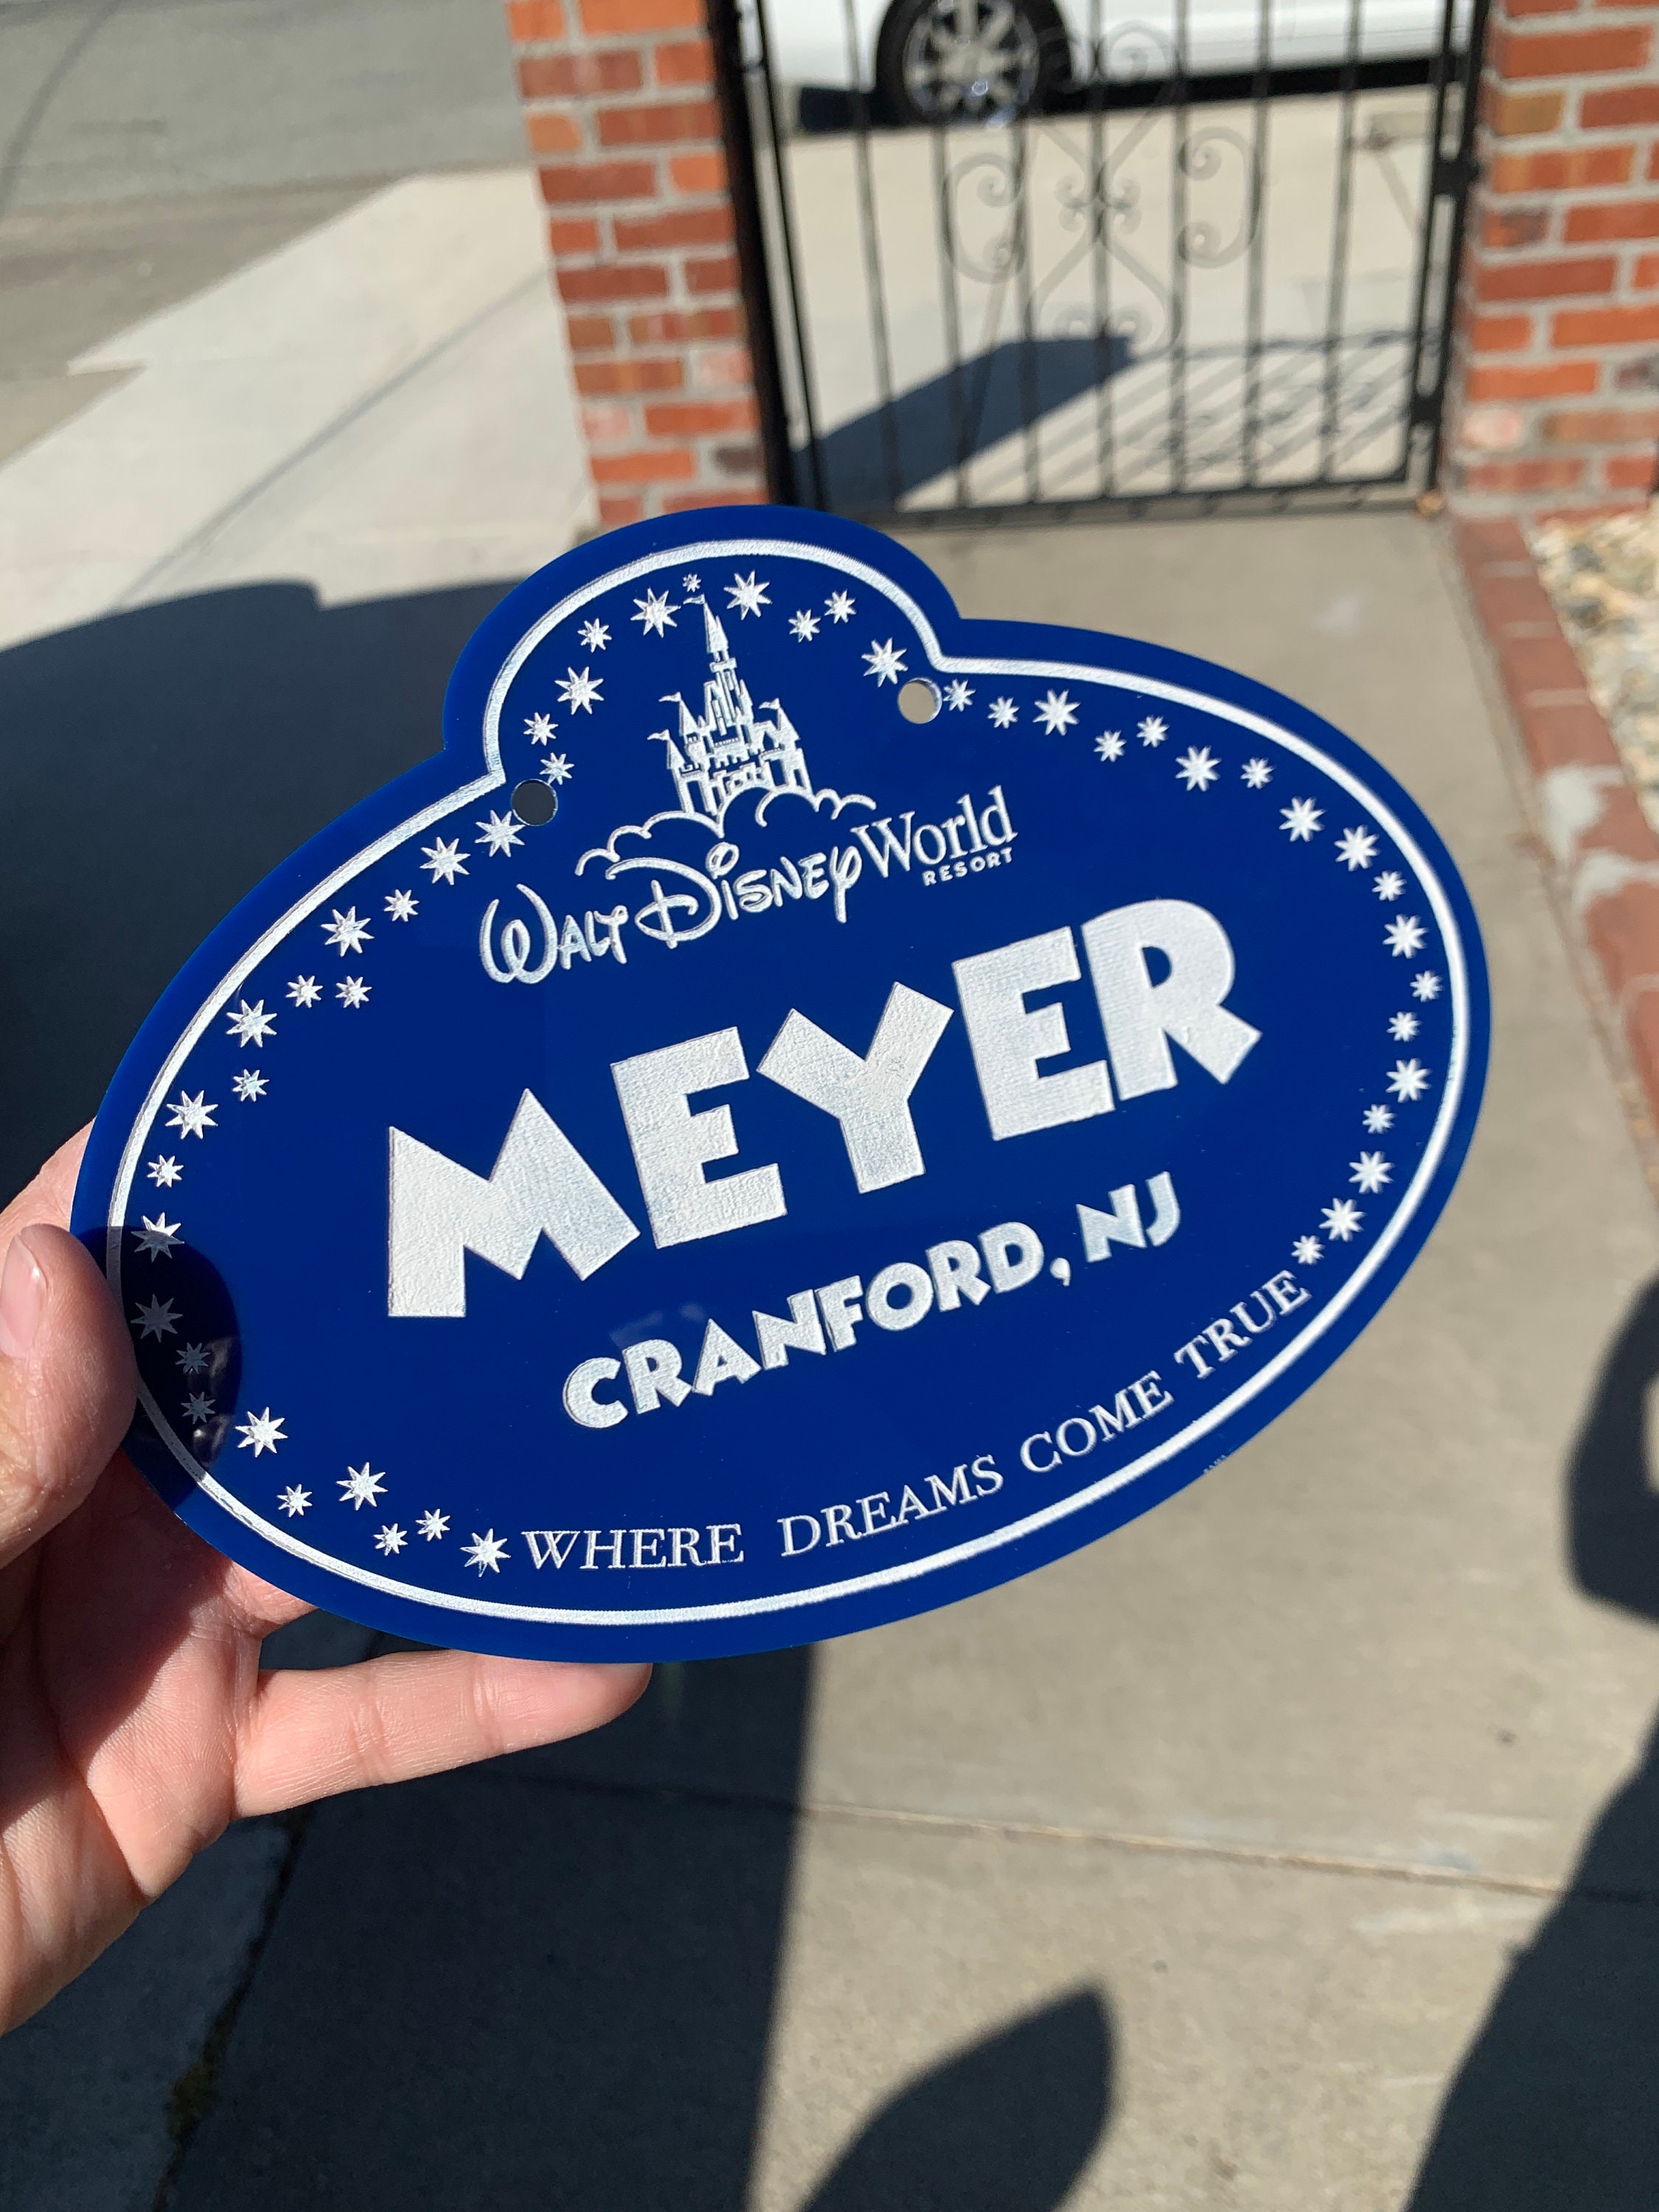 WALT DISNEY World
RESORT
MEYER
CRANFORD, NJ
WHERE DREAMS COME TRUE